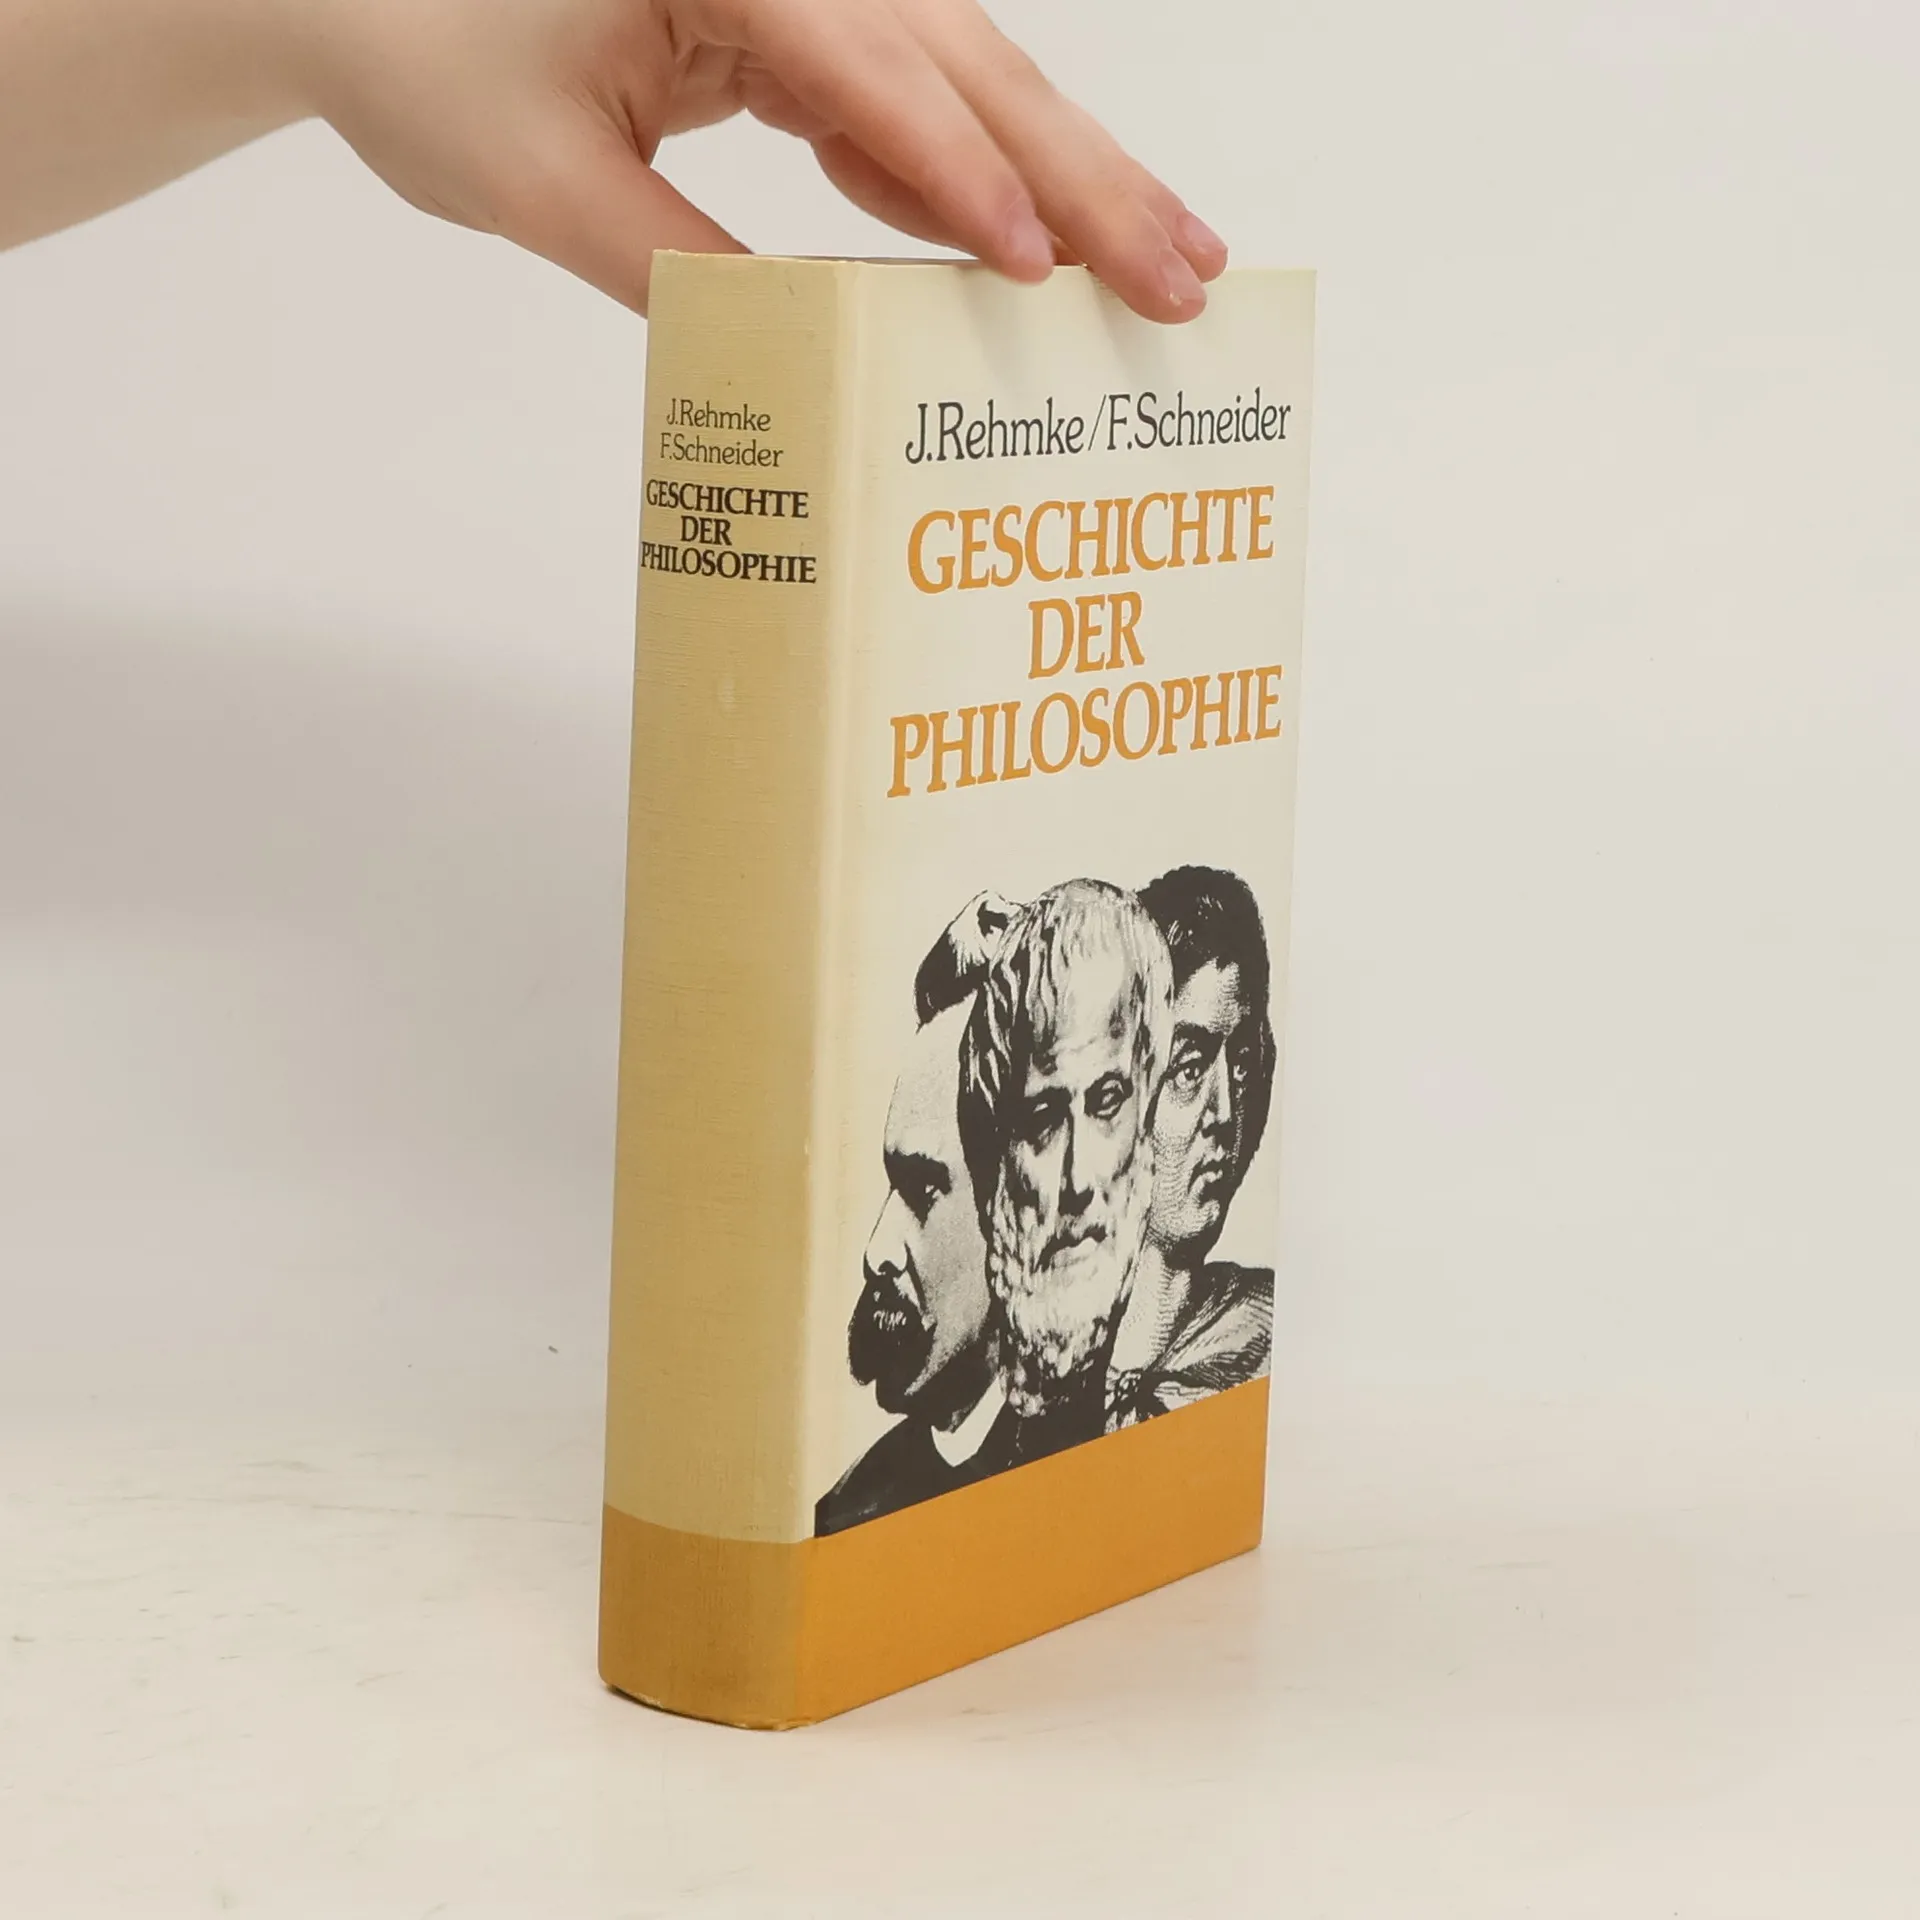 J.Rehmke
F.Schneider
GESCHICHTE
DER
PHILOSOPHIE
J.Rehmke/F.Schneider
GESCHICHTE
DER
PHILOSOPHIE